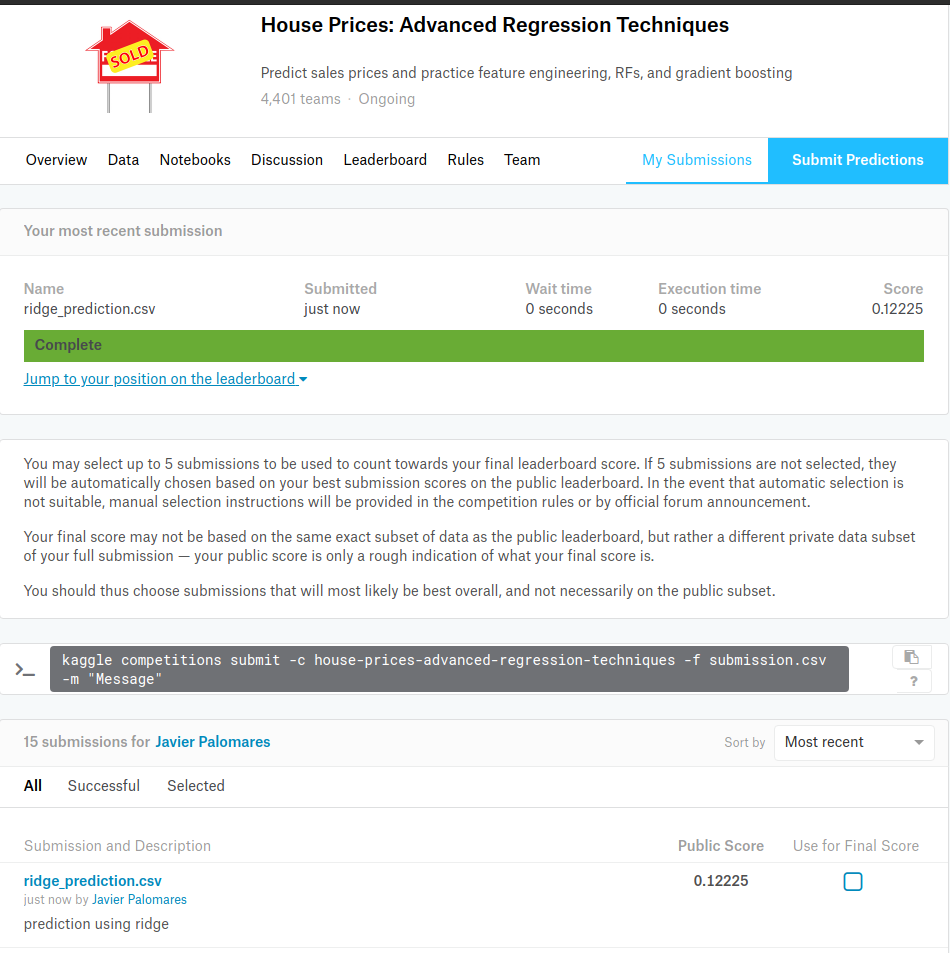 SOLD
House Prices: Advanced Regression Techniques
Predict sales prices and practice feature engineering, RFs, and gradient boosting
4,401 teams · Ongoing
Overview Data Notebooks Discussion Leaderboard Rules Team My Submissions Submit Predictions
Your most recent submission
Name Submitted Wait time Execution time Score
ridge_prediction.csv just now 0 seconds 0 seconds 0.12225
Complete
Jump to your position on the leaderboard
You may select up to 5 submissions to be used to count towards your final leaderboard score. If 5 submissions are not selected, they
will be automatically chosen based on your best submission scores on the public leaderboard. In the event that automatic selection is
not suitable, manual selection instructions will be provided in the competition rules or by official forum announcement.
Your final score may not be based on the same exact subset of data as the public leaderboard, but rather a different private data subset
of your full submission — your public score is only a rough indication of what your final score is.
You should thus choose submissions that will most likely be best overall, and not necessarily on the public subset.
>_ kaggle competitions submit -c house-prices-advanced-regression-techniques -f submission.csv
-m "Message"
?
15 submissions for Javier Palomares Sort by Most recent
All Successful Selected
Submission and Description Public Score Use for Final Score
ridge_prediction.csv 0.12225
just now by Javier Palomares
prediction using ridge